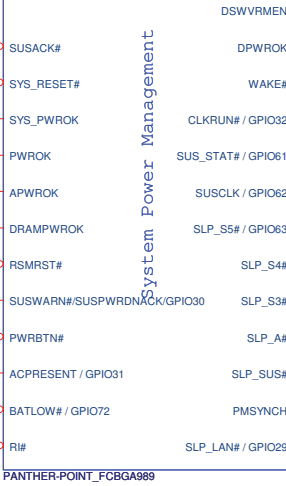 DSWVRMEN
SUSACK# DPWROK
SYS_RESET# WAKE#
SYS_PWROK CLKRUN# / GPIO32
PWROK SUS_STAT# / GPIO61
APWROK SUSCLK / GPIO62
DRAMPWROK SLP_S5# / GPIO63
RSMRST# SLP_S4#
SUSWARN#/SUSPWRDNACK/GPIO30 SLP_S3#
PWRBTN# SLP_A#
ACPRESENT / GPIO31 SLP_SUS#
BATLOW# / GPIO72 PMSYNCH
RI# SLP_LAN# / GPIO29
System Power Management
PANTHER-POINT_FCBGA989